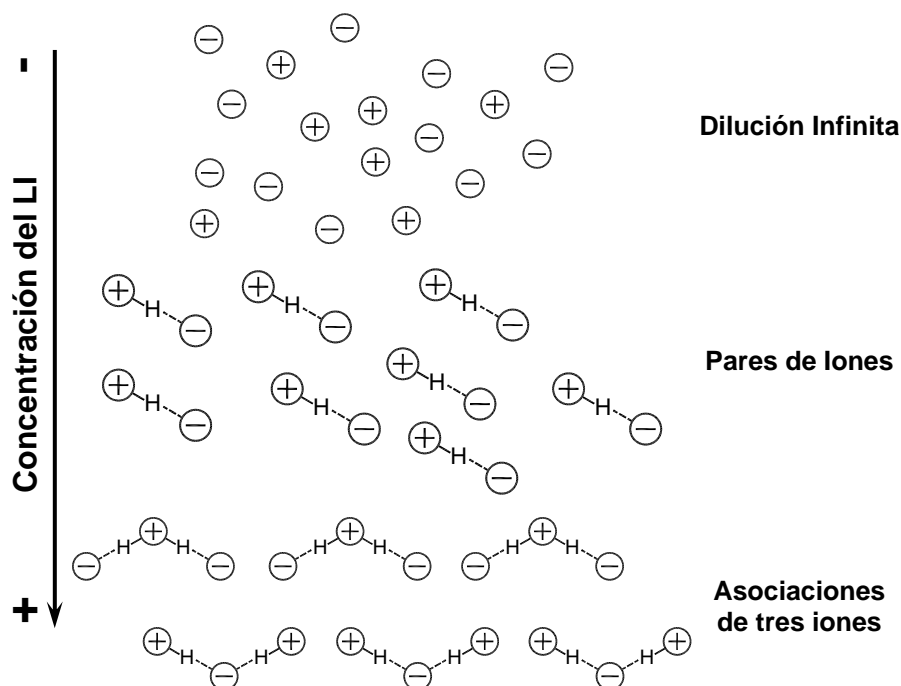 -
Concentración del LI
+
Dilución Infinita
H H H
Pares de Iones
H H H H
H
H H H H H H
Asociaciones
de tres iones
H H H H H H